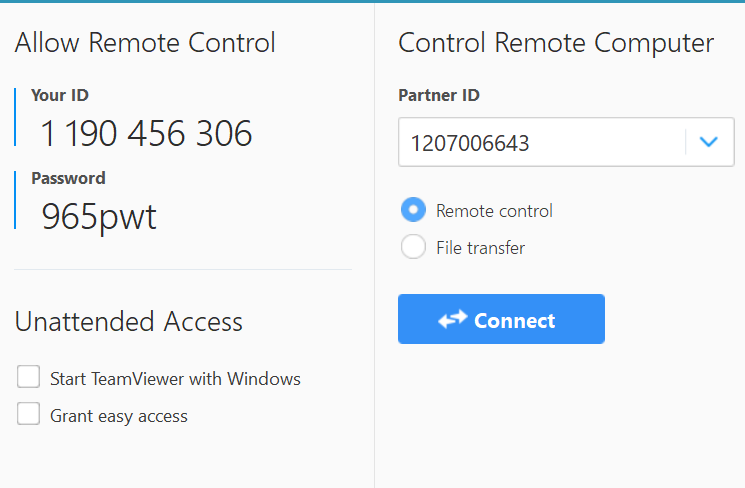 Allow Remote Control
Your ID
1 190 456 306
Password
965pwt
Unattended Access
Start TeamViewer with Windows
Grant easy access
Control Remote Computer
Partner ID
1207006643
Remote control
File transfer
Connect